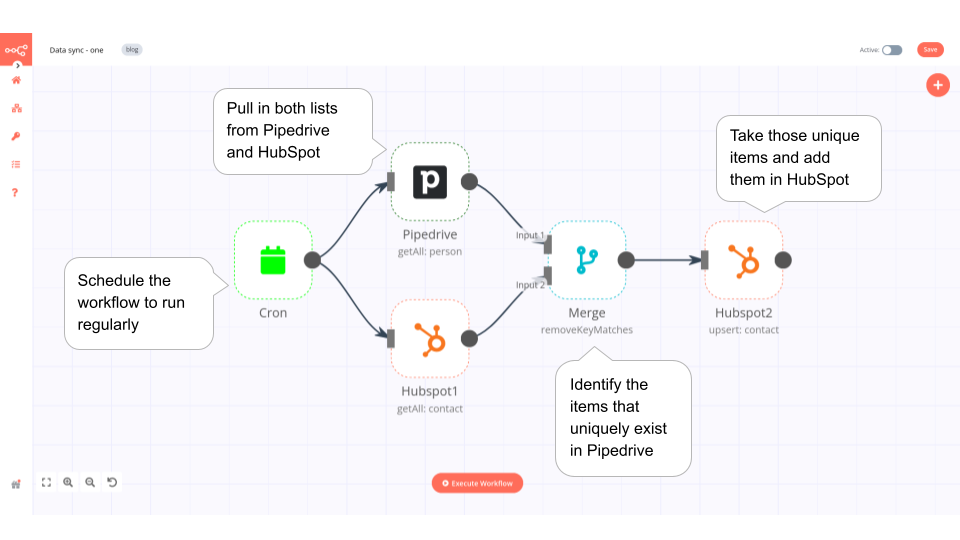 Data sync - one
blog
Active:
Save
Pull in both lists
from Pipedrive
and HubSpot
Take those unique
items and add
them in HubSpot
Pipedrive
getAll: person
Input 1
Schedule the
workflow to run
regularly
Cron
Input 2
Merge
removeKeyMatches
Hubspot2
upsert: contact
Hubspot1
getAll: contact
Identify the
items that
uniquely exist
in Pipedrive
Execute Workflow